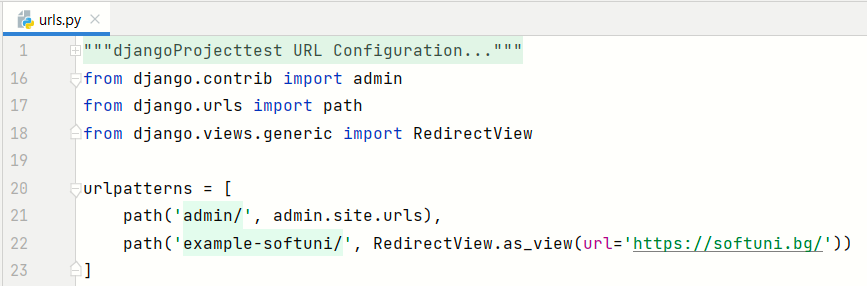 urls.py
1 """djangoProjecttest URL Configuration..."""
16 from django.contrib import admin
17 from django.urls import path
18 from django.views.generic import RedirectView
19
20 urlpatterns = [
21     path('admin/', admin.site.urls),
22     path('example-softuni/', RedirectView.as_view(url='https://softuni.bg/'))
23 ]